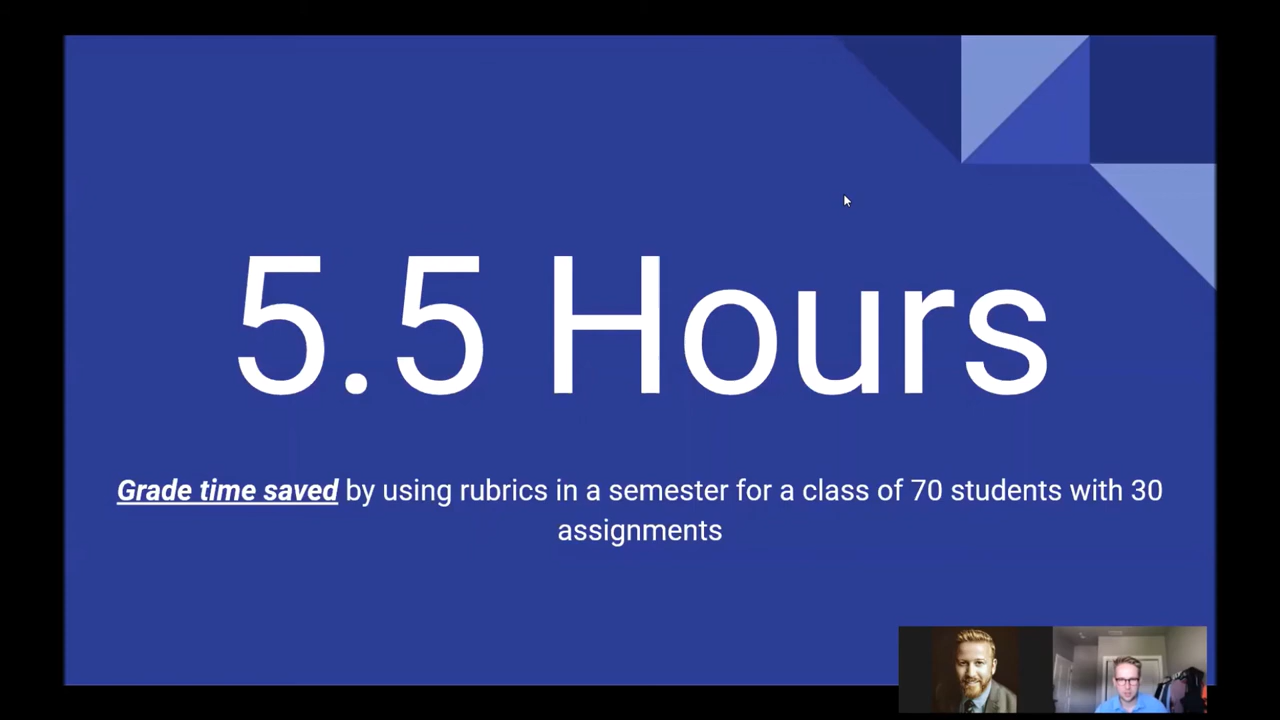 5.5 Hours
Grade time saved by using rubrics in a semester for a class of 70 students with 30
assignments